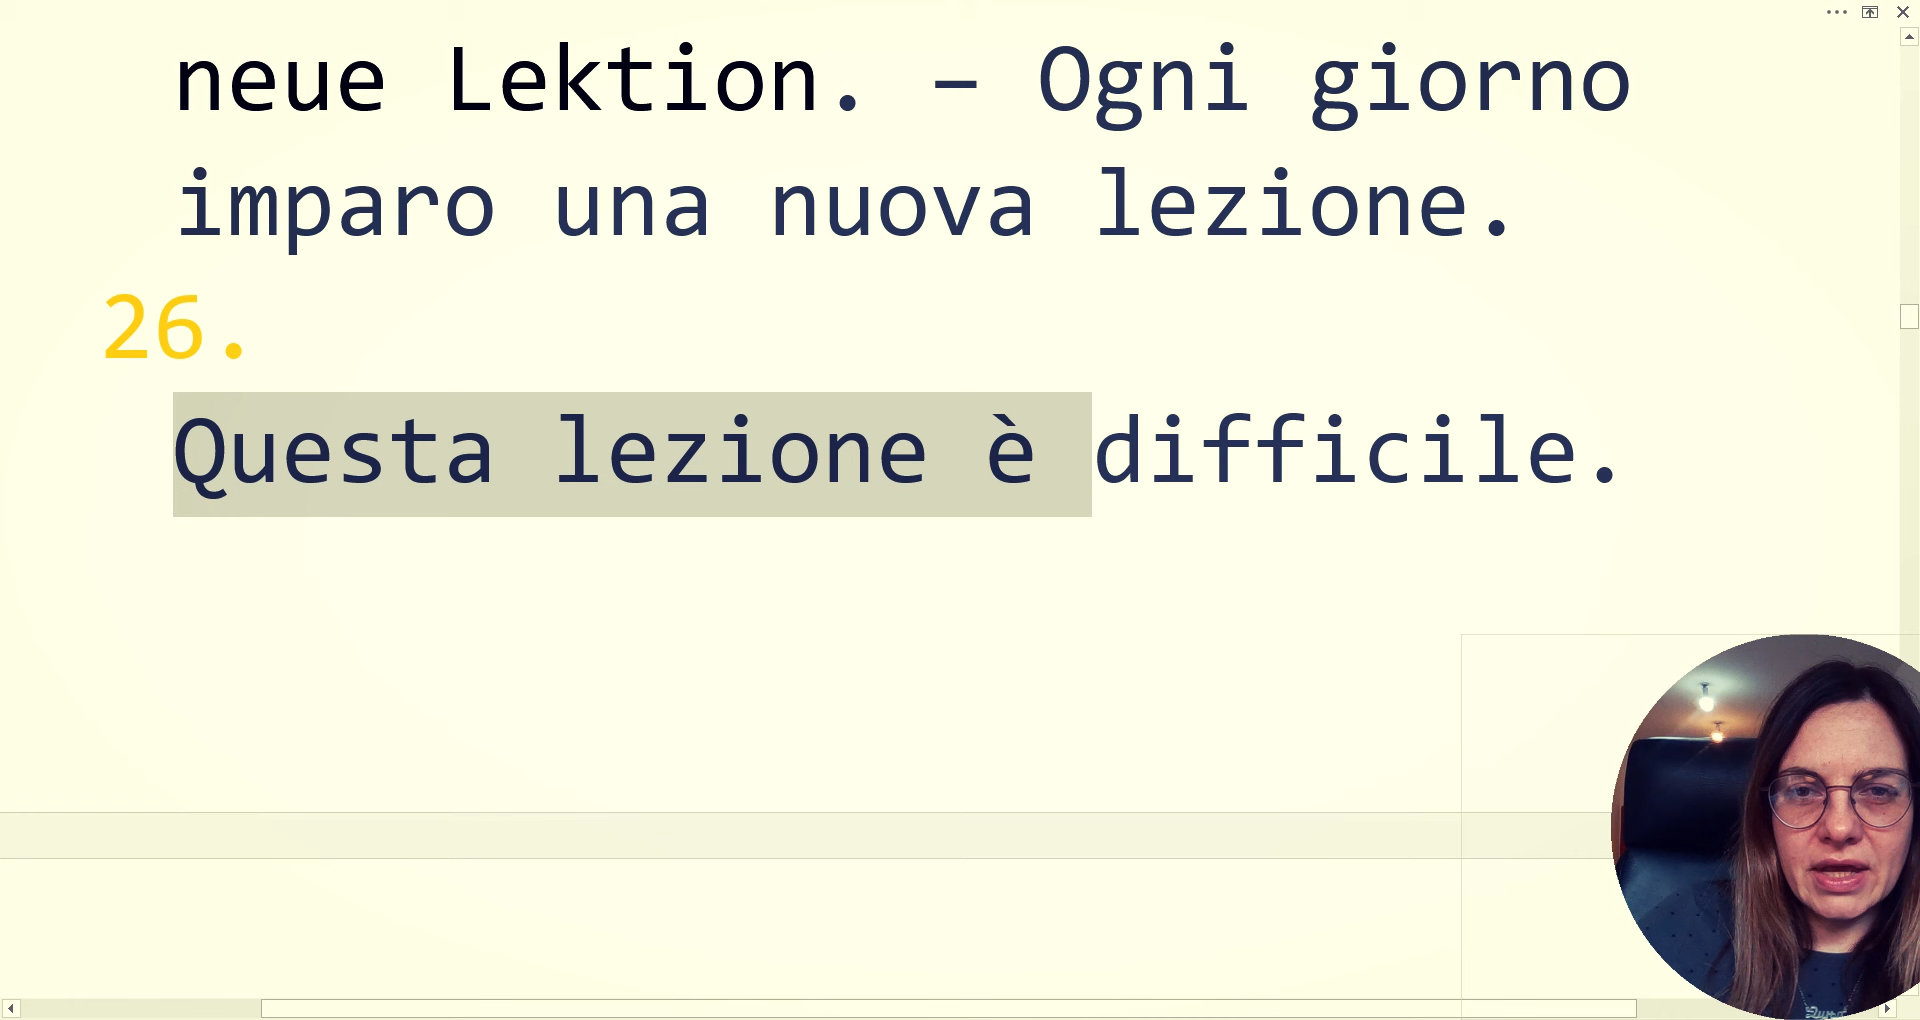 neue Lektion. – Ogni giorno
imparo una nuova lezione.
26.
Questa lezione è difficile.